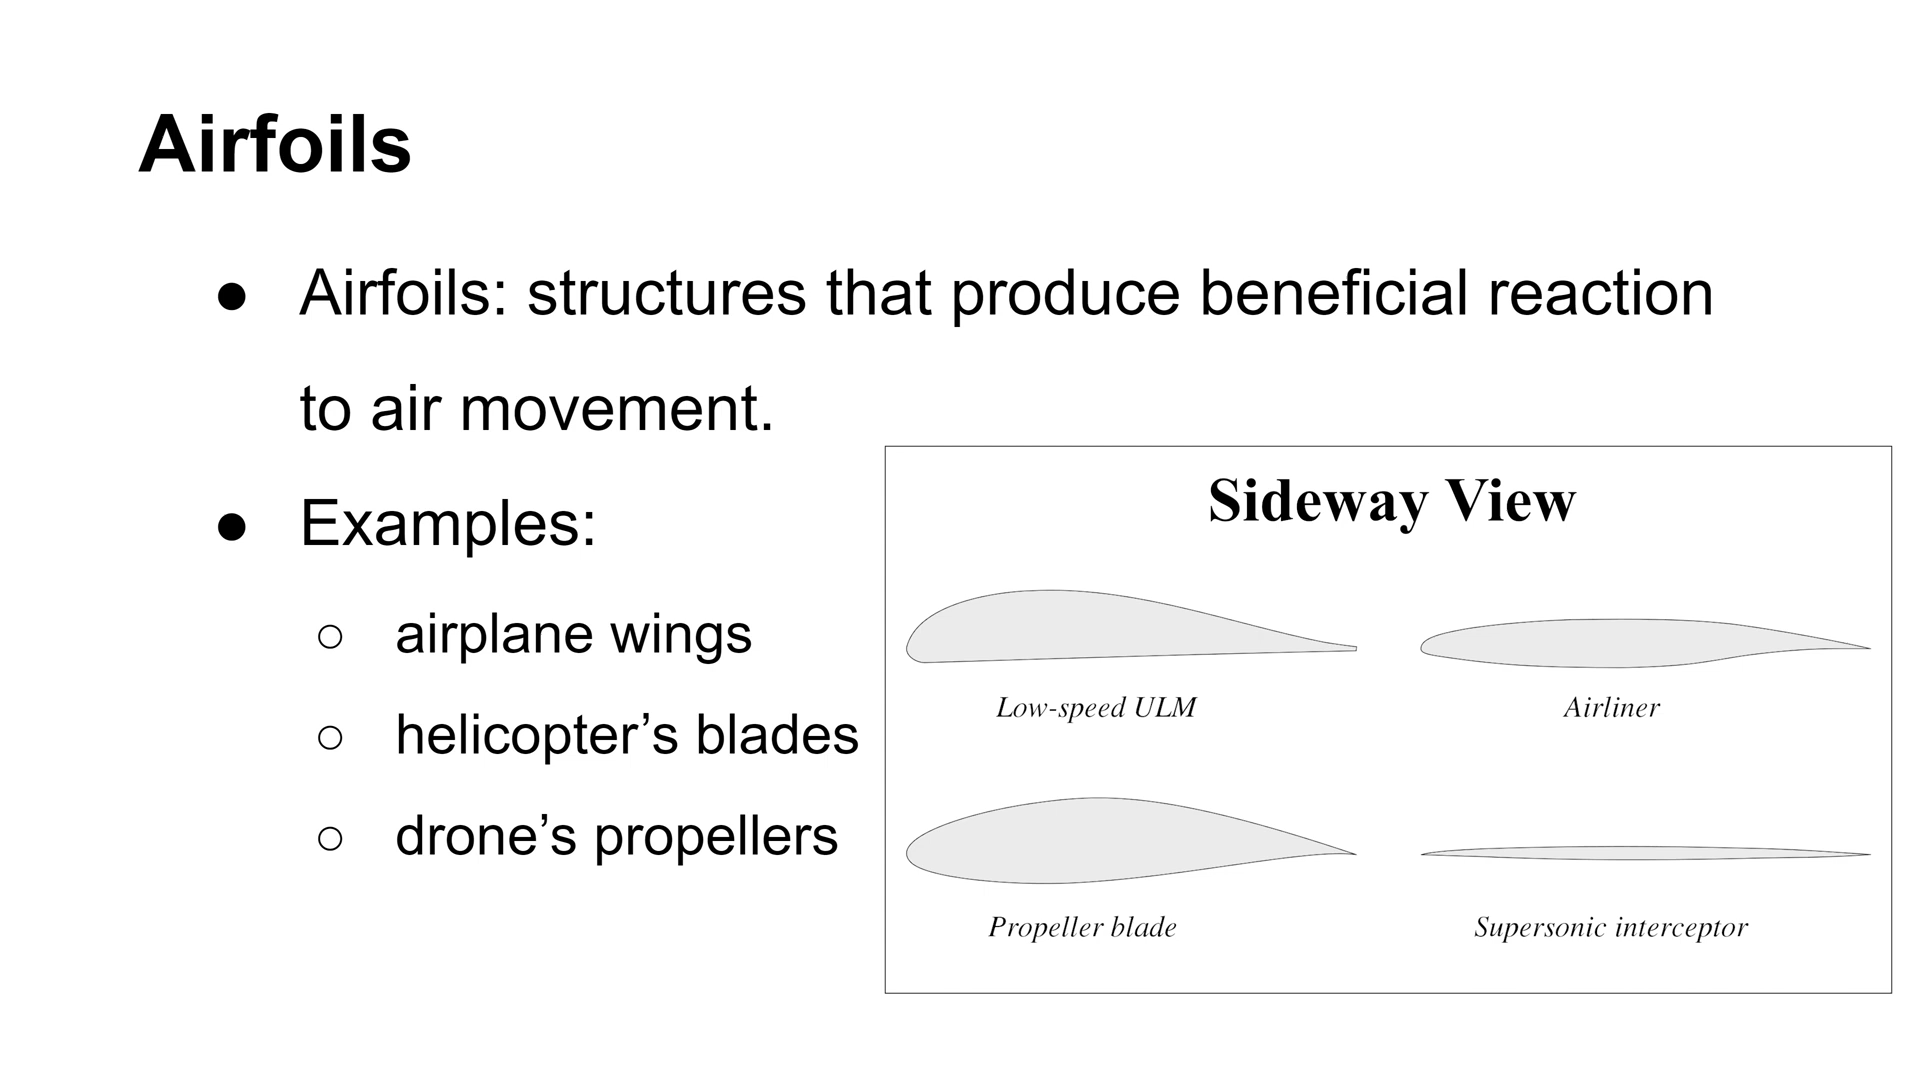 Airfoils
● Airfoils: structures that produce beneficial reaction
to air movement.
● Examples:
○ airplane wings
○ helicopter’s blades
○ drone’s propellers
Sideway View
Low-speed ULM
Airliner
Propeller blade
Supersonic interceptor